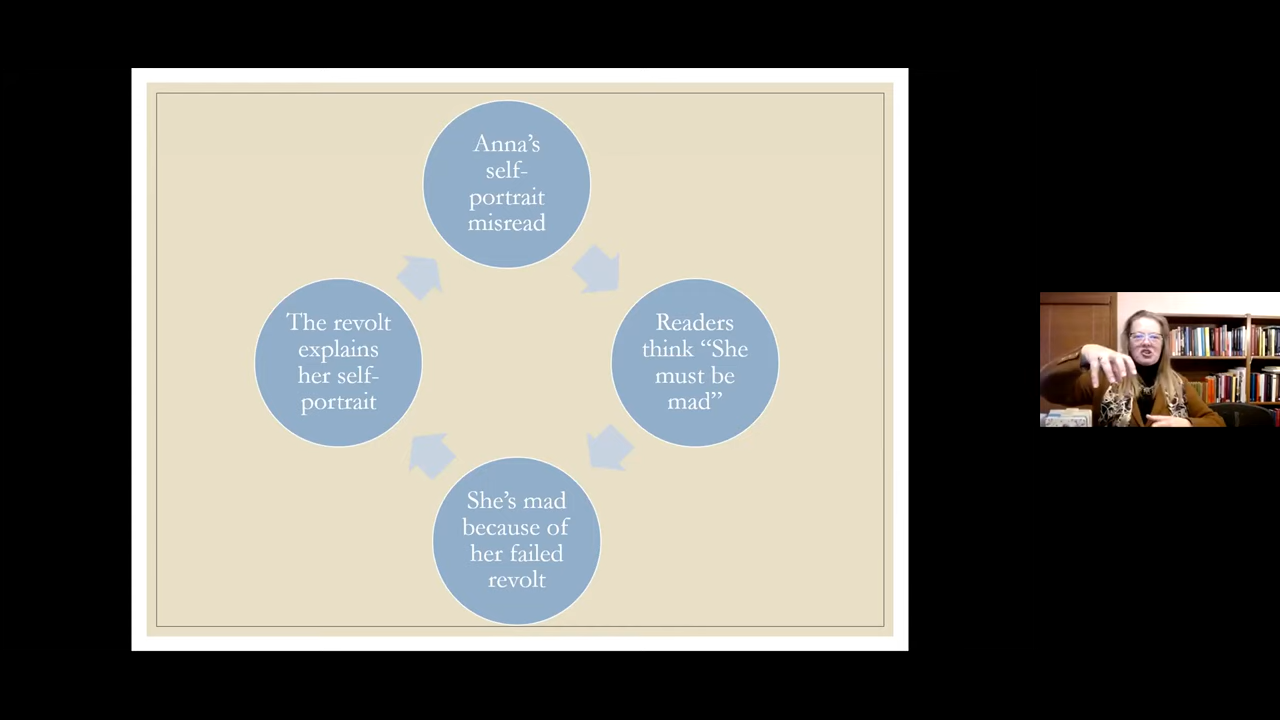 Anna’s
self-
portrait
misread
Readers
think “She
must be
mad”
She’s mad
because of
her failed
revolt
The revolt
explains
her self-
portrait